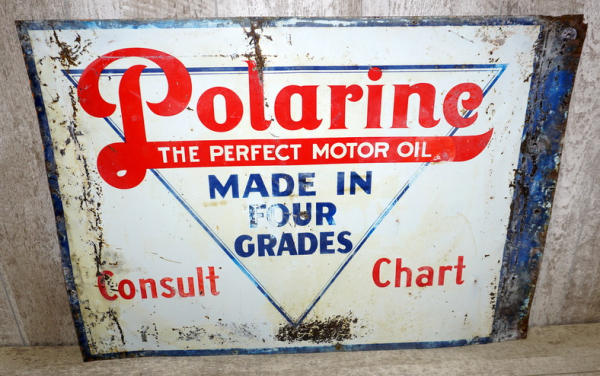 Polarine
THE PERFECT MOTOR OIL
MADE IN
FOUR
GRADES
Consult Chart